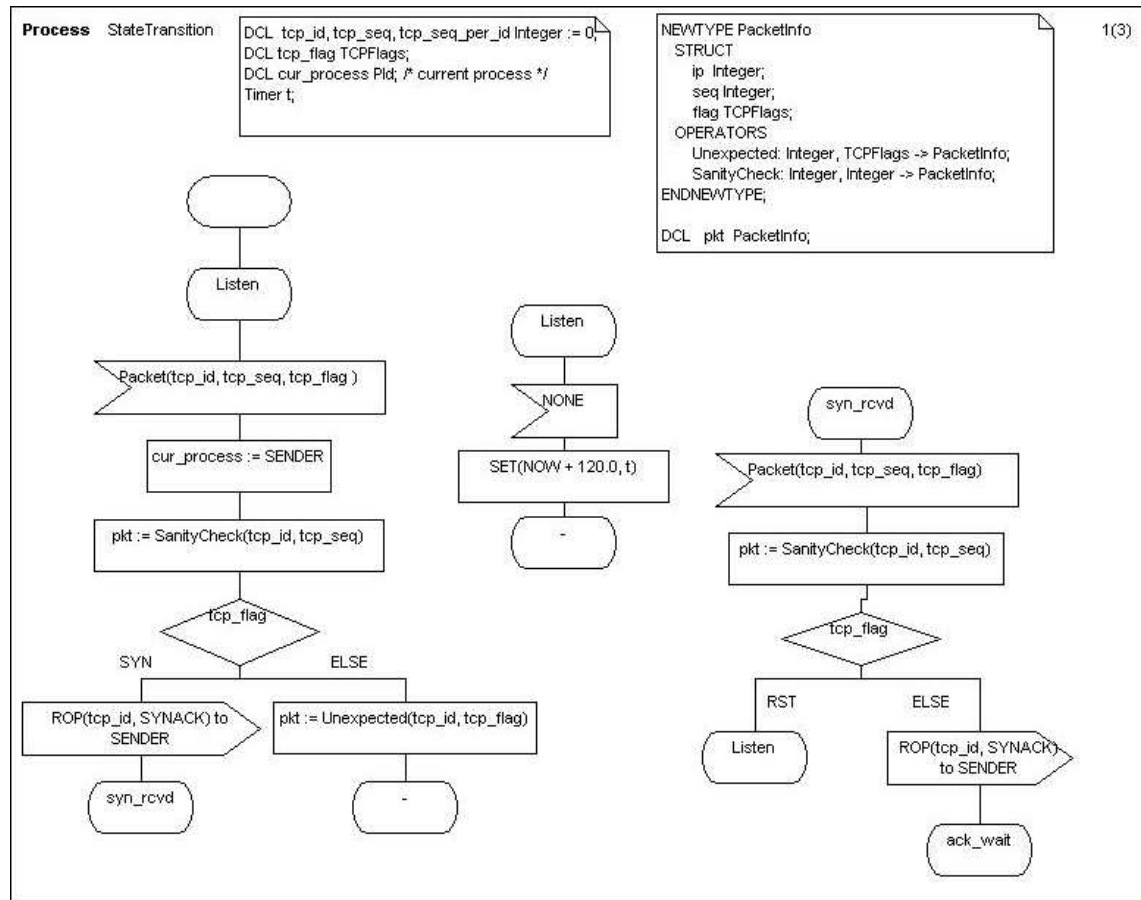 Process StateTransition
DCL tcp_id, tcp_seq, tcp_seq_per_id Integer := 0;
DCL tcp_flag TCPFlags;
DCL cur_process PId; /* current process */
Timer t;
NEWTYPE PacketInfo
STRUCT
ip Integer;
seq Integer;
flag TCPFlags;
OPERATORS
Unexpected: Integer, TCPFlags -> PacketInfo;
SanityCheck: Integer, Integer -> PacketInfo;
ENDNEWTYPE;
DCL pkt PacketInfo;
1(3)
Listen
Packet(tcp_id, tcp_seq, tcp_flag )
cur_process := SENDER
pkt := SanityCheck(tcp_id, tcp_seq)
tcp_flag
SYN
ELSE
ROP(tcp_id, SYNACK) to
SENDER
pkt := Unexpected(tcp_id, tcp_flag)
syn_rcvd
-
Listen
NONE
SET(NOW + 120.0, t)
-
syn_rcvd
Packet(tcp_id, tcp_seq, tcp_flag)
pkt := SanityCheck(tcp_id, tcp_seq)
tcp_flag
RST
ELSE
Listen
ROP(tcp_id, SYNACK)
to SENDER
ack_wait